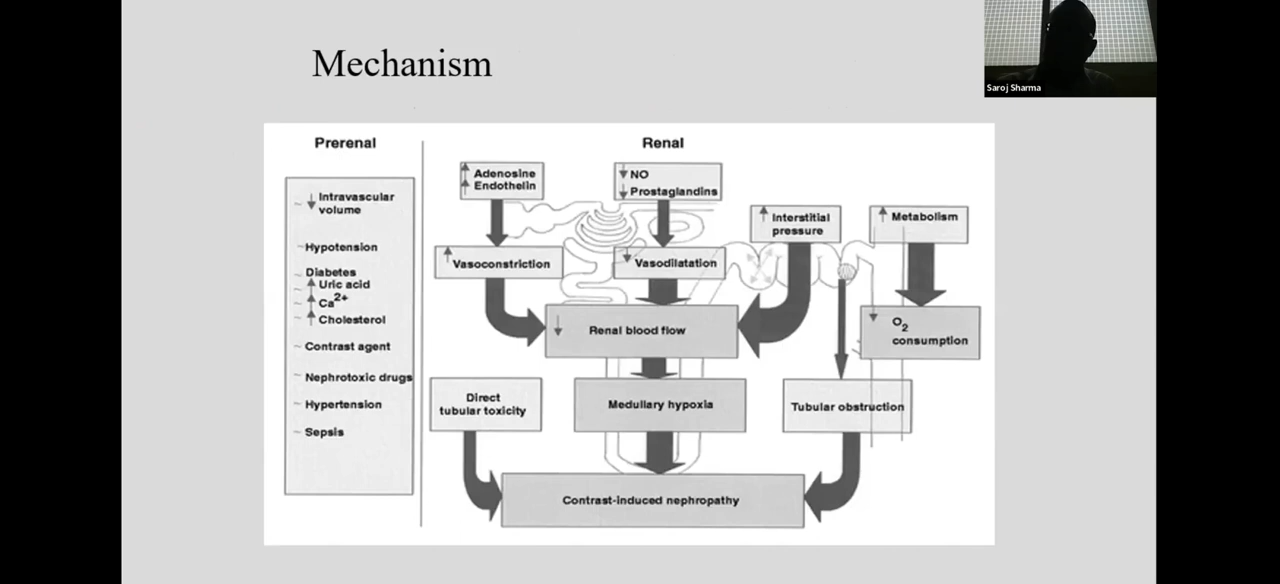 Mechanism
Saroj Sharma
Prerenal
↓ Intravascular
volume
Hypotension
Diabetes
↑ Uric acid
↑ Ca2+
↑ Cholesterol
Contrast agent
Nephrotoxic drugs
Hypertension
Sepsis
Renal
↑ Adenosine
↑ Endothelin
↓ NO
↓ Prostaglandins
↑ Interstitial
pressure
↑ Metabolism
↑ Vasoconstriction
↓ Vasodilatation
↓ Renal blood flow
↓ O2
consumption
Direct
tubular toxicity
Medullary hypoxia
Tubular obstruction
Contrast-induced nephropathy